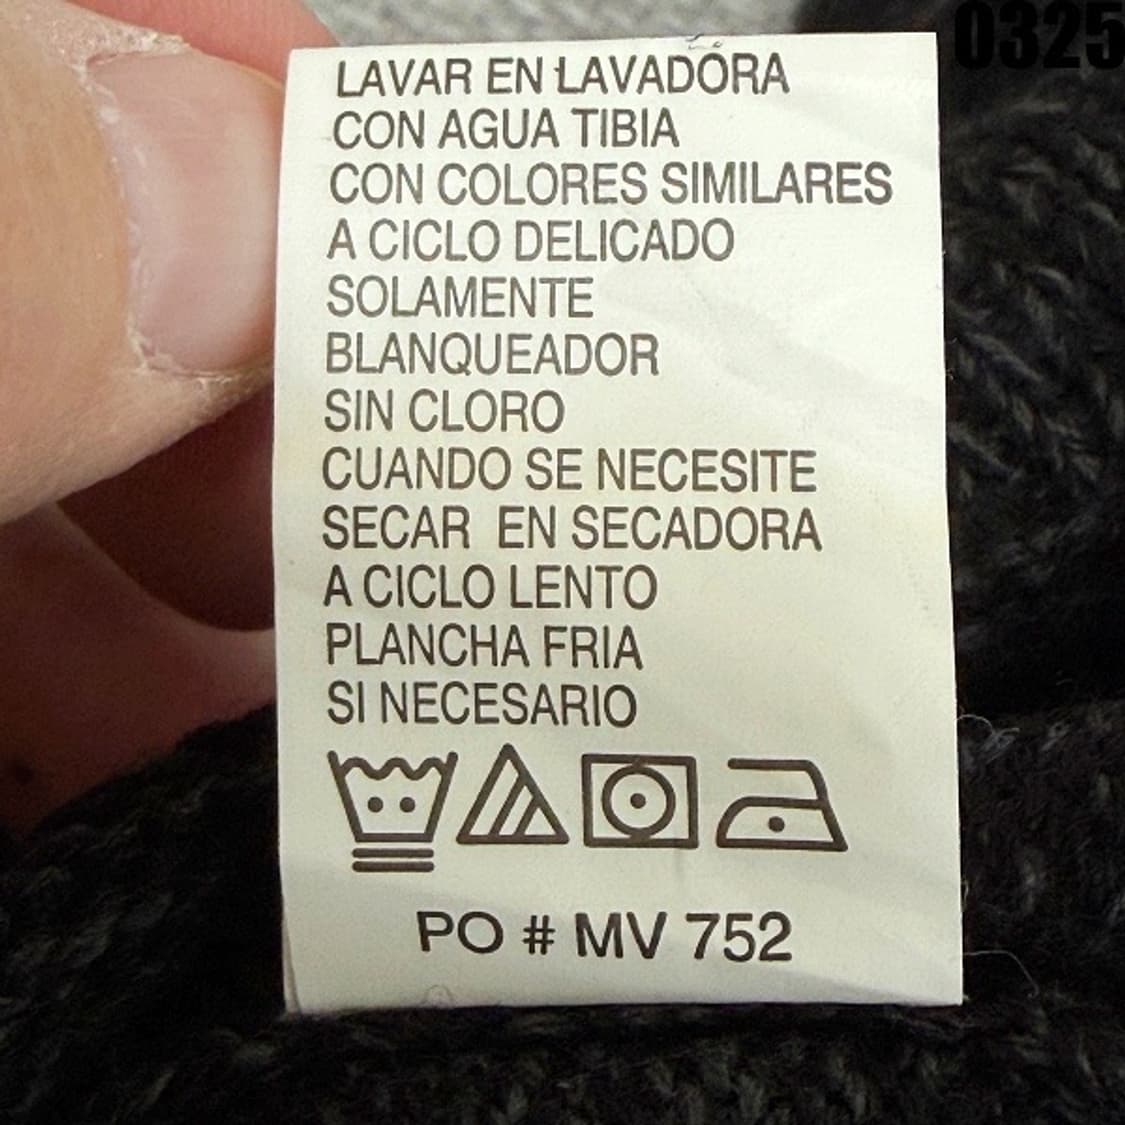 0325
LAVAR EN LAVADORA
CON AGUA TIBIA
CON COLORES SIMILARES
A CICLO DELICADO
SOLAMENTE
BLANQUEADOR
SIN CLORO
CUANDO SE NECESITE
SECAR EN SECADORA
A CICLO LENTO
PLANCHA FRIA
SI NECESARIO
PO # MV 752